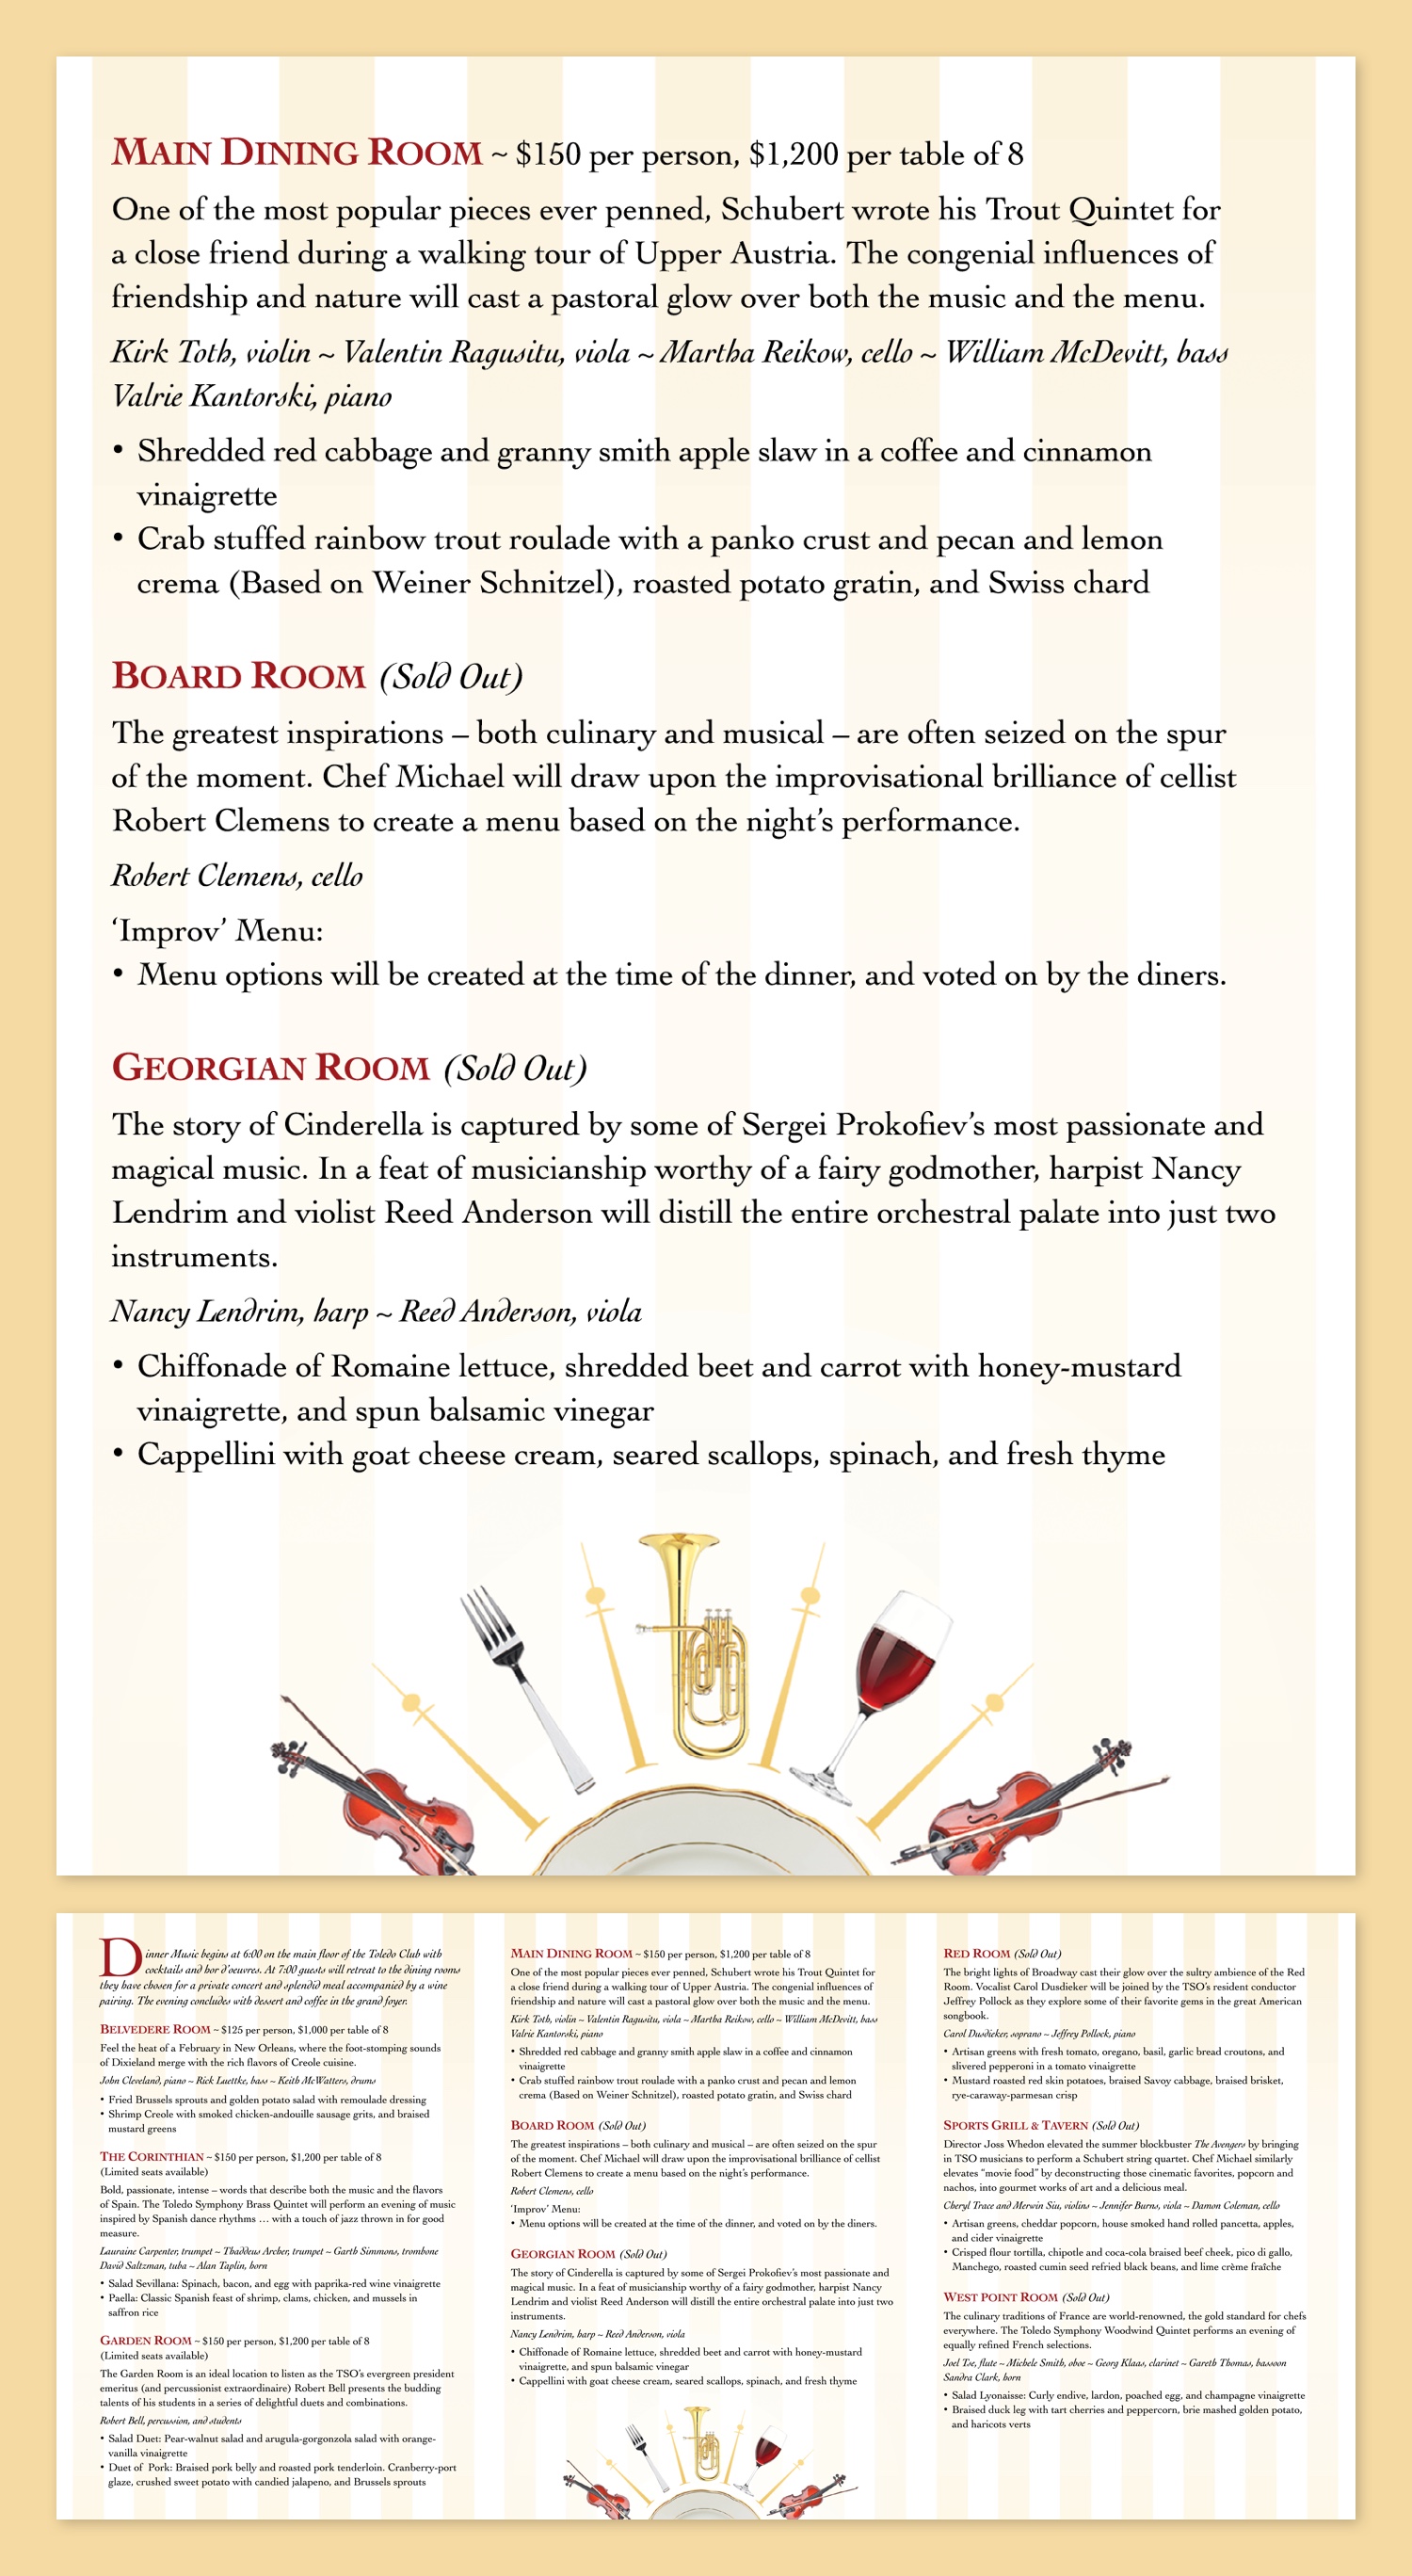 MAIN DINING ROOM ~ $150 per person, $1,200 per table of 8
One of the most popular pieces ever penned, Schubert wrote his Trout Quintet for
a close friend during a walking tour of Upper Austria. The congenial influences of
friendship and nature will cast a pastoral glow over both the music and the menu.
Kirk Toth, violin ~ Valentin Ragusitu, viola ~ Martha Reikow, cello ~ William McDevitt, bass
Valrie Kantorski, piano
• Shredded red cabbage and granny smith apple slaw in a coffee and cinnamon
vinaigrette
• Crab stuffed rainbow trout roulade with a panko crust and pecan and lemon
crema (Based on Weiner Schnitzel), roasted potato gratin, and Swiss chard
BOARD ROOM (Sold Out)
The greatest inspirations – both culinary and musical – are often seized on the spur
of the moment. Chef Michael will draw upon the improvisational brilliance of cellist
Robert Clemens to create a menu based on the night's performance.
Robert Clemens, cello
‘Improv’ Menu:
• Menu options will be created at the time of the dinner, and voted on by the diners.
GEORGIAN ROOM (Sold Out)
The story of Cinderella is captured by some of Sergei Prokofiev's most passionate and
magical music. In a feat of musicianship worthy of a fairy godmother, harpist Nancy
Lendrim and violist Reed Anderson will distill the entire orchestral palate into just two
instruments.
Nancy Lendrim, harp ~ Reed Anderson, viola
• Chiffonade of Romaine lettuce, shredded beet and carrot with honey-mustard
vinaigrette, and spun balsamic vinegar
• Cappellini with goat cheese cream, seared scallops, spinach, and fresh thyme
Dinner Music begins at 6:00 on the main floor of the Toledo Club with
cocktails and hor d'oeuvres. At 7:00 guests will retreat to the dining rooms
they have chosen for a private concert and splendid meal accompanied by a wine
pairing. The evening concludes with dessert and coffee in the grand foyer.
BELVEDERE ROOM ~ $125 per person, $1,000 per table of 8
Feel the heat of a February in New Orleans, where the foot-stomping sounds
of Dixieland merge with the rich flavors of Creole cuisine.
John Cleveland, piano ~ Rick Luettke, bass ~ Keith McWatters, drums
• Fried Brussels sprouts and golden potato salad with remoulade dressing
• Shrimp Creole with smoked chicken-andouille sausage grits, and braised
mustard greens
THE CORINTHIAN ~ $150 per person, $1,200 per table of 8
(Limited seats available)
Bold, passionate, intense – words that describe both the music and the flavors
of Spain. The Toledo Symphony Brass Quintet will perform an evening of music
inspired by Spanish dance rhythms … with a touch of jazz thrown in for good
measure.
Lauraine Carpenter, trumpet ~ Thaddeus Archer, trumpet ~ Garth Simmons, trombone
David Saltzman, tuba ~ Alan Taplin, horn
• Salad Sevillana: Spinach, bacon, and egg with paprika-red wine vinaigrette
• Paella: Classic Spanish feast of shrimp, clams, chicken, and mussels in
saffron rice
GARDEN ROOM ~ $150 per person, $1,200 per table of 8
(Limited seats available)
The Garden Room is an ideal location to listen as the TSO's evergreen president
emeritus (and percussionist extraordinaire) Robert Bell presents the budding
talents of his students in a series of delightful duets and combinations.
Robert Bell, percussion, and students
• Salad Duet: Pear-walnut salad and arugula-gorgonzola salad with orange-
vanilla vinaigrette
• Duet of Pork: Braised pork belly and roasted pork tenderloin. Cranberry-port
glaze, crushed sweet potato with candied jalapeno, and Brussels sprouts
MAIN DINING ROOM ~ $150 per person, $1,200 per table of 8
One of the most popular pieces ever penned, Schubert wrote his Trout Quintet for
a close friend during a walking tour of Upper Austria. The congenial influences of
friendship and nature will cast a pastoral glow over both the music and the menu.
Kirk Toth, violin ~ Valentin Ragusitu, viola ~ Martha Reikow, cello ~ William McDevitt, bass
Valrie Kantorski, piano
• Shredded red cabbage and granny smith apple slaw in a coffee and cinnamon
vinaigrette
• Crab stuffed rainbow trout roulade with a panko crust and pecan and lemon
crema (Based on Weiner Schnitzel), roasted potato gratin, and Swiss chard
BOARD ROOM (Sold Out)
The greatest inspirations – both culinary and musical – are often seized on the spur
of the moment. Chef Michael will draw upon the improvisational brilliance of cellist
Robert Clemens to create a menu based on the night's performance.
Robert Clemens, cello
‘Improv’ Menu:
• Menu options will be created at the time of the dinner, and voted on by the diners.
GEORGIAN ROOM (Sold Out)
The story of Cinderella is captured by some of Sergei Prokofiev's most passionate and
magical music. In a feat of musicianship worthy of a fairy godmother, harpist Nancy
Lendrim and violist Reed Anderson will distill the entire orchestral palate into just two
instruments.
Nancy Lendrim, harp ~ Reed Anderson, viola
• Chiffonade of Romaine lettuce, shredded beet and carrot with honey-mustard
vinaigrette, and spun balsamic vinegar
• Cappellini with goat cheese cream, seared scallops, spinach, and fresh thyme
RED ROOM (Sold Out)
The bright lights of Broadway cast their glow over the sultry ambience of the Red
Room. Vocalist Carol Dusdieker will be joined by the TSO's resident conductor
Jeffrey Pollock as they explore some of their favorite gems in the great American
songbook.
Carol Dusdieker, soprano ~ Jeffrey Pollock, piano
• Artisan greens with fresh tomato, oregano, basil, garlic bread croutons, and
slivered pepperoni in a tomato vinaigrette
• Mustard roasted red skin potatoes, braised Savoy cabbage, braised brisket,
rye-caraway-parmesan crisp
SPORTS GRILL & TAVERN (Sold Out)
Director Joss Whedon elevated the summer blockbuster The Avengers by bringing
in TSO musicians to perform a Schubert string quartet. Chef Michael similarly
elevates “movie food” by deconstructing those cinematic favorites, popcorn and
nachos, into gourmet works of art and a delicious meal.
Cheryl Trace and Merwin Siu, violins ~ Jennifer Burns, viola ~ Damon Coleman, cello
• Artisan greens, cheddar popcorn, house smoked hand rolled pancetta, apples,
and cider vinaigrette
• Crisped flour tortilla, chipotle and coca-cola braised beef cheek, pico di gallo,
Manchego, roasted cumin seed refried black beans, and lime crème fraîche
WEST POINT ROOM (Sold Out)
The culinary traditions of France are world-renowned, the gold standard for chefs
everywhere. The Toledo Symphony Woodwind Quintet performs an evening of
equally refined French selections.
Joel Tse, flute ~ Michele Smith, oboe ~ Georg Klaas, clarinet ~ Gareth Thomas, bassoon
Sandra Clark, horn
• Salad Lyonaisse: Curly endive, lardon, poached egg, and champagne vinaigrette
• Braised duck leg with tart cherries and peppercorn, brie mashed golden potato,
and haricots verts